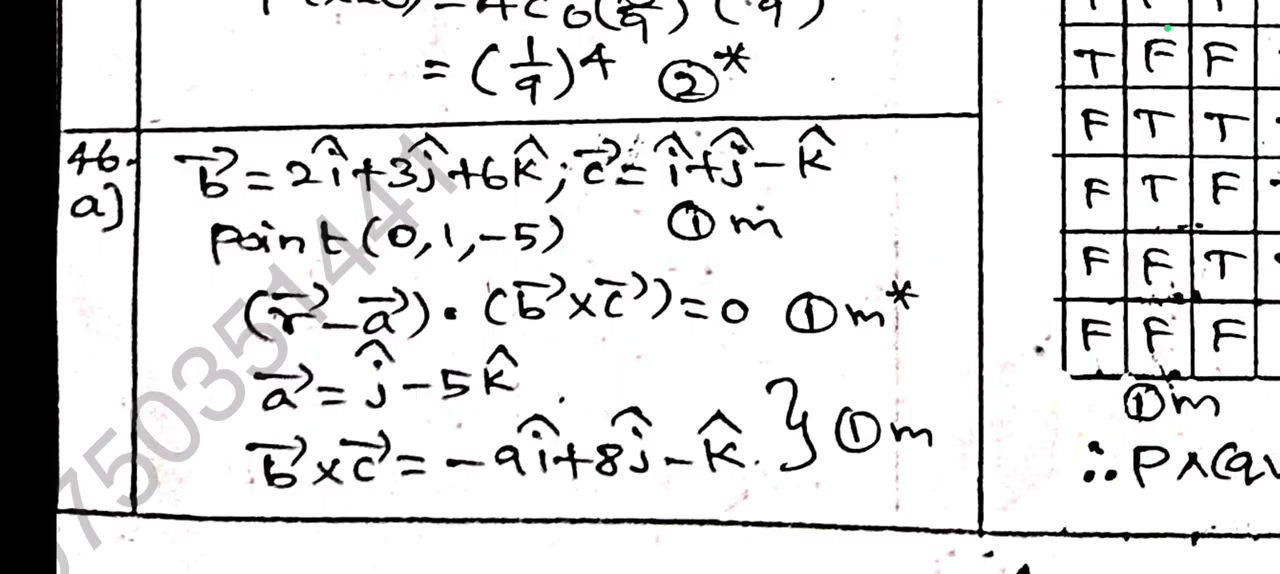 = (1/9)4 ②*
46. a] b⃗ = 2î+3ĵ+6k̂; c⃗ = î+ĵ-k̂
point (0,1,-5) ①m
(r⃗-a⃗)·(b⃗×c⃗)=0 ①m*
a⃗ = ĵ-5k̂
b⃗×c⃗ = -9î+8ĵ-k̂. } ①m
T F F
F T T
F T F
F F T
F F F
①m
∴ P∧(q∨